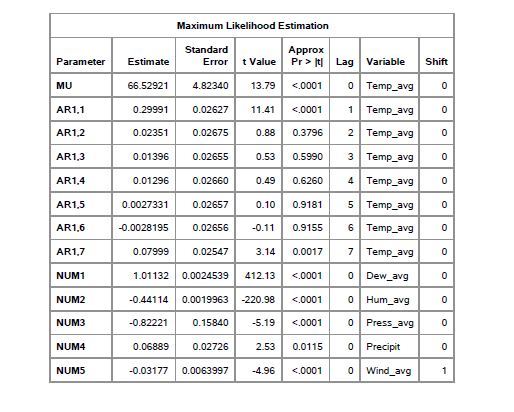 Maximum Likelihood Estimation
Parameter Estimate Standard Error t Value Approx Pr > |t| Lag Variable Shift
MU 66.52921 4.82340 13.79 <.0001 0 Temp_avg 0
AR1,1 0.29991 0.02627 11.41 <.0001 1 Temp_avg 0
AR1,2 0.02351 0.02675 0.88 0.3796 2 Temp_avg 0
AR1,3 0.01396 0.02655 0.53 0.5990 3 Temp_avg 0
AR1,4 0.01296 0.02660 0.49 0.6260 4 Temp_avg 0
AR1,5 0.0027331 0.02657 0.10 0.9181 5 Temp_avg 0
AR1,6 -0.0028195 0.02656 -0.11 0.9155 6 Temp_avg 0
AR1,7 0.07999 0.02547 3.14 0.0017 7 Temp_avg 0
NUM1 1.01132 0.0024539 412.13 <.0001 0 Dew_avg 0
NUM2 -0.44114 0.0019963 -220.98 <.0001 0 Hum_avg 0
NUM3 -0.82221 0.15840 -5.19 <.0001 0 Press_avg 0
NUM4 0.06889 0.02726 2.53 0.0115 0 Precipit 0
NUM5 -0.03177 0.0063997 -4.96 <.0001 0 Wind_avg 1